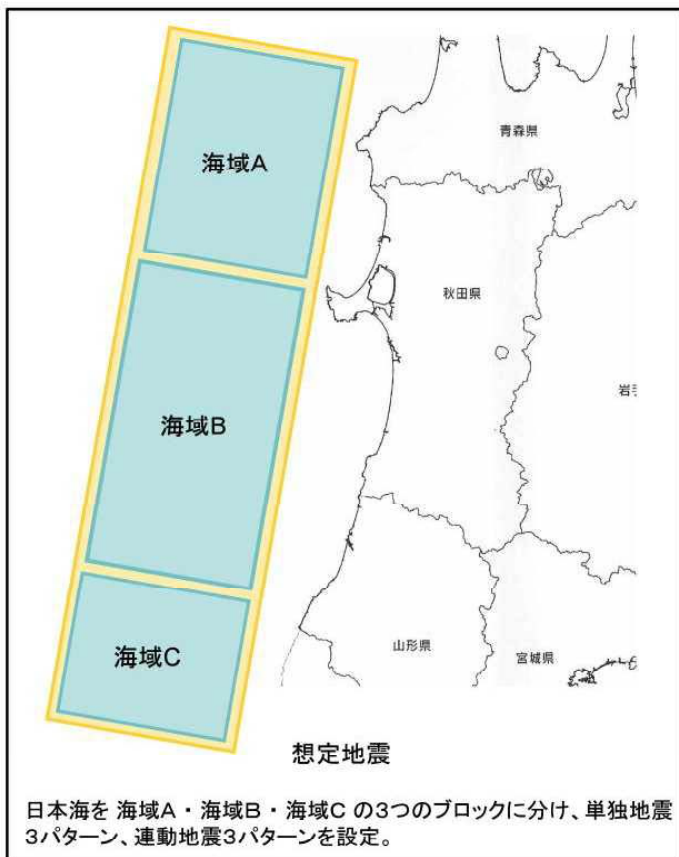 青森県
海域A
秋田県
岩手
海域B
山形県
宮城県
海域C
想定地震
日本海を 海域A・海域B・海域C の3つのブロックに分け、単独地震
3パターン、連動地震3パターンを設定。